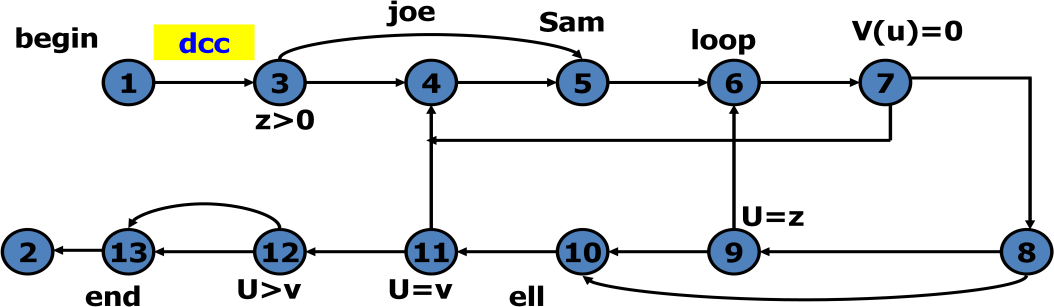 joe
begin
dcc
Sam
loop
V(u)=0
1
3
4
5
6
7
z>0
U=z
2
13
12
11
10
9
8
end
U>v
U=v
ell